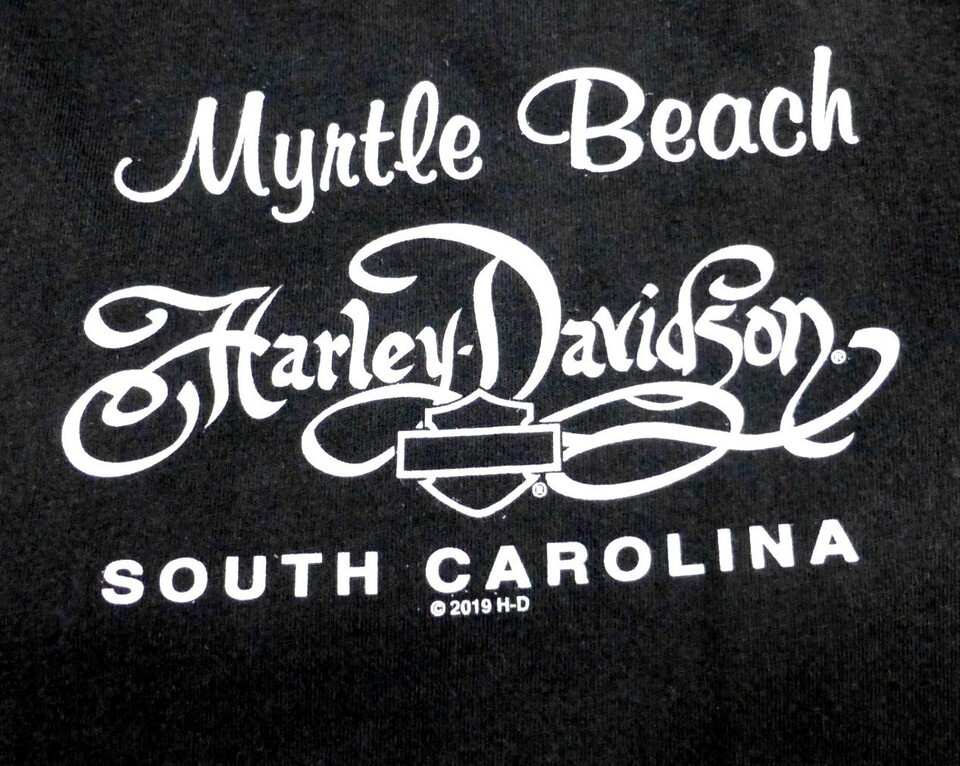 Myrtle Beach
Harley-Davidson®
®
SOUTH CAROLINA
© 2019 H-D